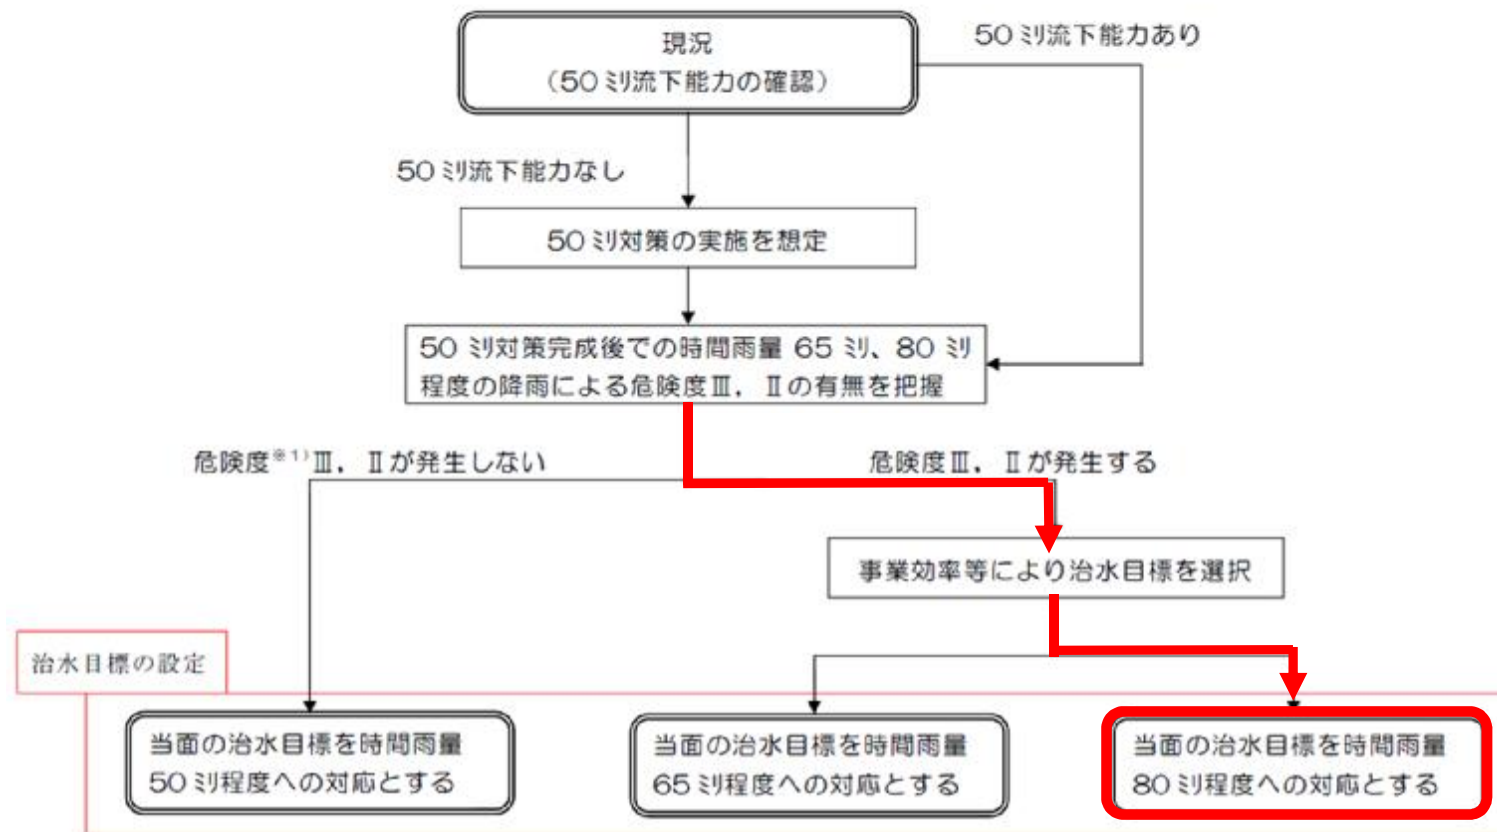 現況
(50ミリ流下能力の確認)
50ミリ流下能力あり
50ミリ流下能力なし
50ミリ対策の実施を想定
50ミリ対策完成後での時間雨量 65ミリ、80ミリ
程度の降雨による危険度Ⅲ,Ⅱの有無を把握
危険度※1)Ⅲ,Ⅱが発生しない
危険度Ⅲ,Ⅱが発生する
事業効率等により治水目標を選択
治水目標の設定
当面の治水目標を時間雨量
50ミリ程度への対応とする
当面の治水目標を時間雨量
65ミリ程度への対応とする
当面の治水目標を時間雨量
80ミリ程度への対応とする